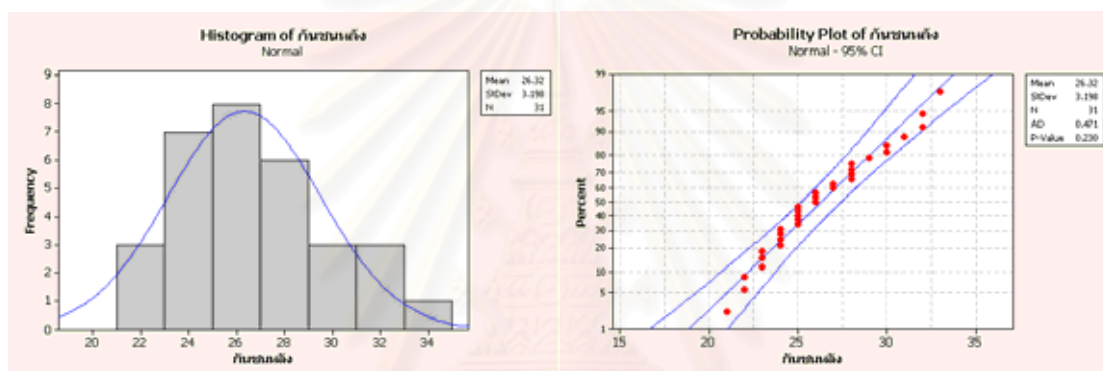 Histogram of กันชนหลัง
Normal
Frequency
9
8
7
6
5
4
3
2
1
0
20 22 24 26 28 30 32 34
กันชนหลัง
Mean 26.32
StDev 3.198
N 31
Probability Plot of กันชนหลัง
Normal - 95% CI
Percent
99
95
90
80
70
60
50
40
30
20
10
5
1
15 20 25 30 35
กันชนหลัง
Mean 26.32
StDev 3.198
N 31
AD 0.471
P-Value 0.230